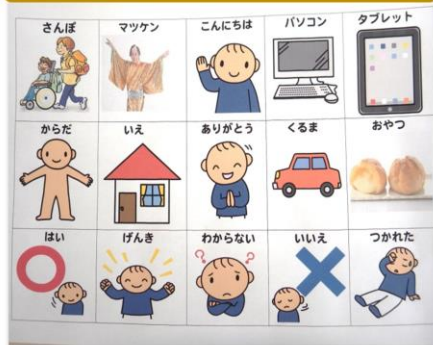 さんぽ マツケン こんにちは パソコン タブレット
からだ いえ ありがとう くるま おやつ
はい げんき わからない いいえ つかれた